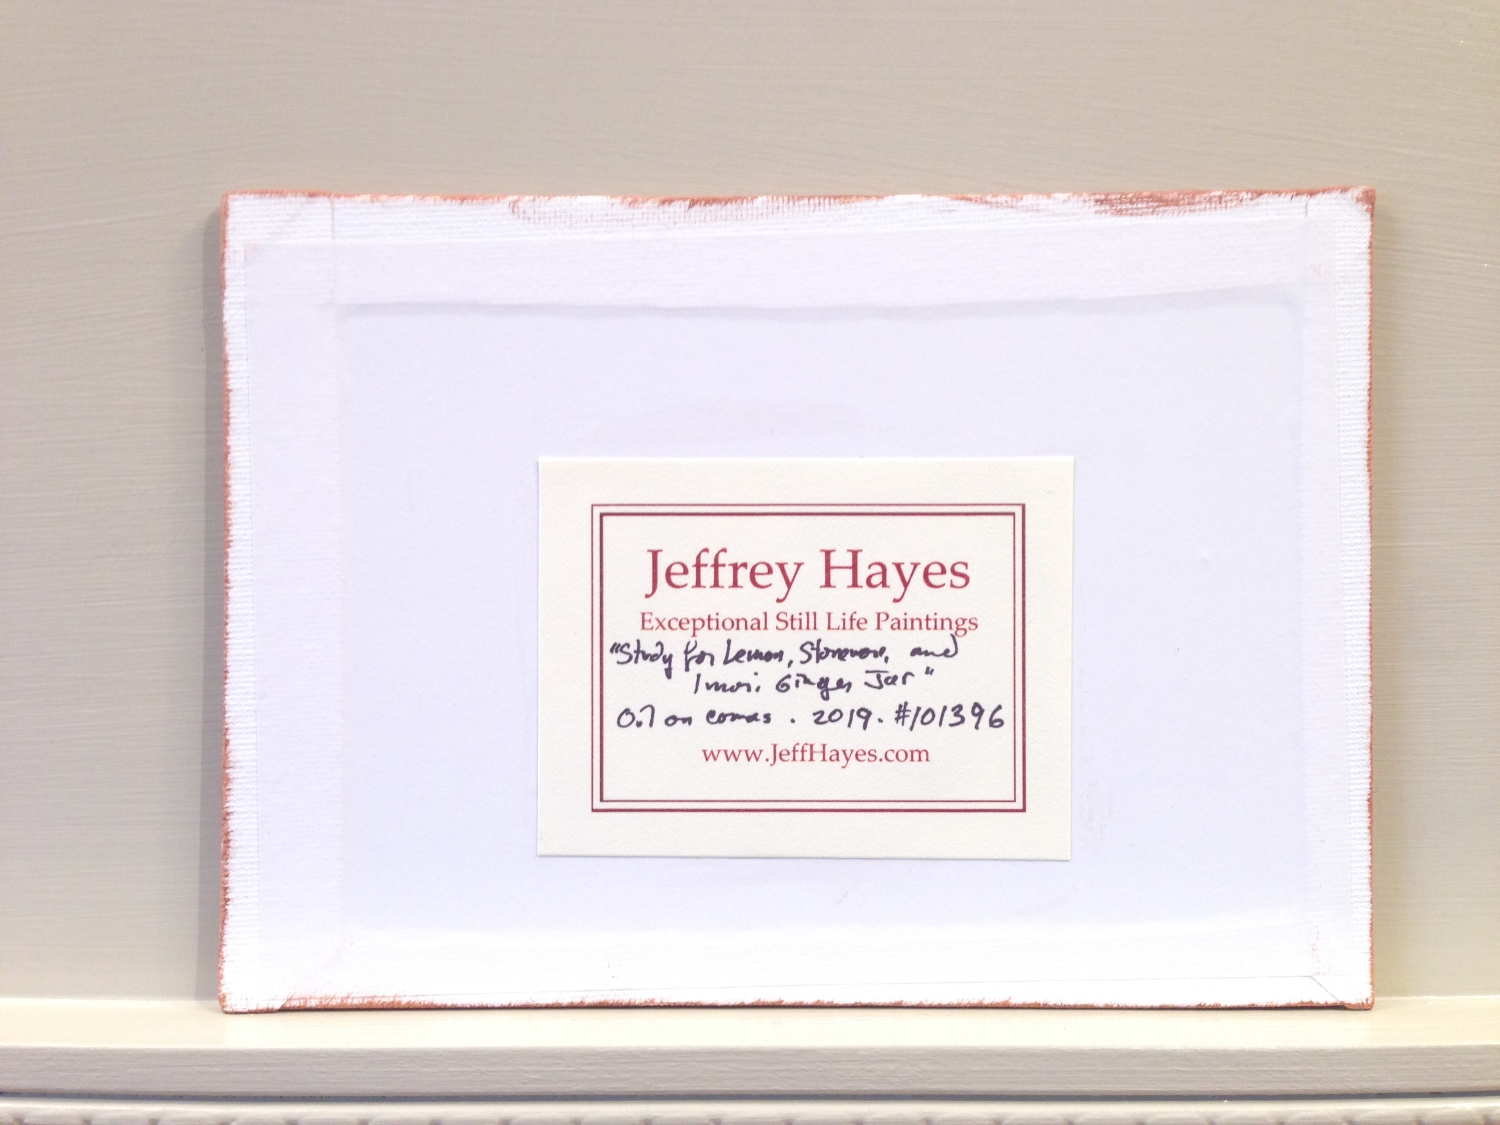 Jeffrey Hayes
Exceptional Still Life Paintings
"Study for Lemon, Stoneware, and
Imari Ginger Jar"
Oil on canvas . 2019 . #101396
www.JeffHayes.com